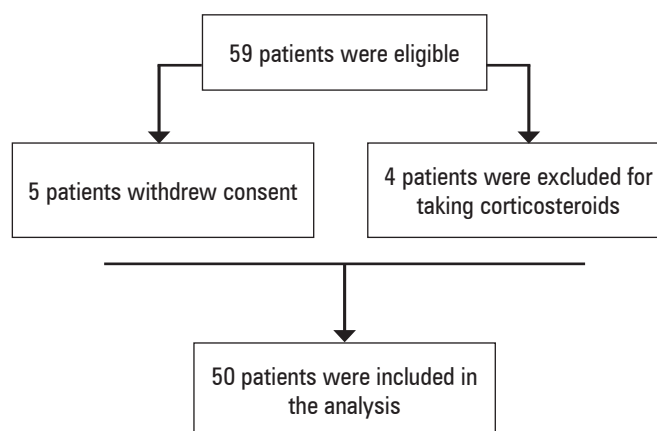 59 patients were eligible
5 patients withdrew consent
4 patients were excluded for
taking corticosteroids
50 patients were included in
the analysis